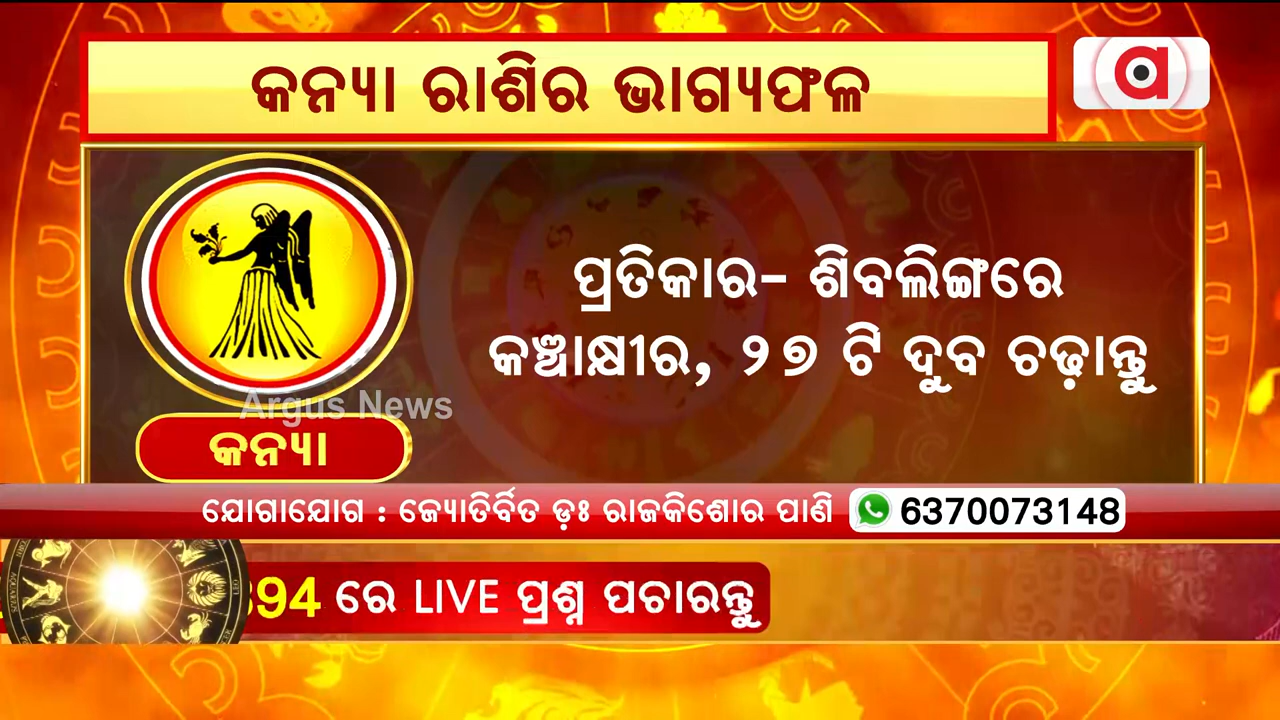 କନ୍ୟା ରାଶିର ଭାଗ୍ୟଫଳ
ପ୍ରତିକାର- ଶିବଲିଙ୍ଗରେ
କଞ୍ଚାକ୍ଷୀର, ୨୭ ଟି ଦୁବ ଚଢ଼ାନ୍ତୁ
Argus News
କନ୍ୟା
ଯୋଗାଯୋଗ : ଜ୍ୟୋତିର୍ବିତ ଡ଼ଃ ରାଜକିଶୋର ପାଣି 6370073148
94 ରେ LIVE ପ୍ରଶ୍ନ ପଚାରନ୍ତୁ